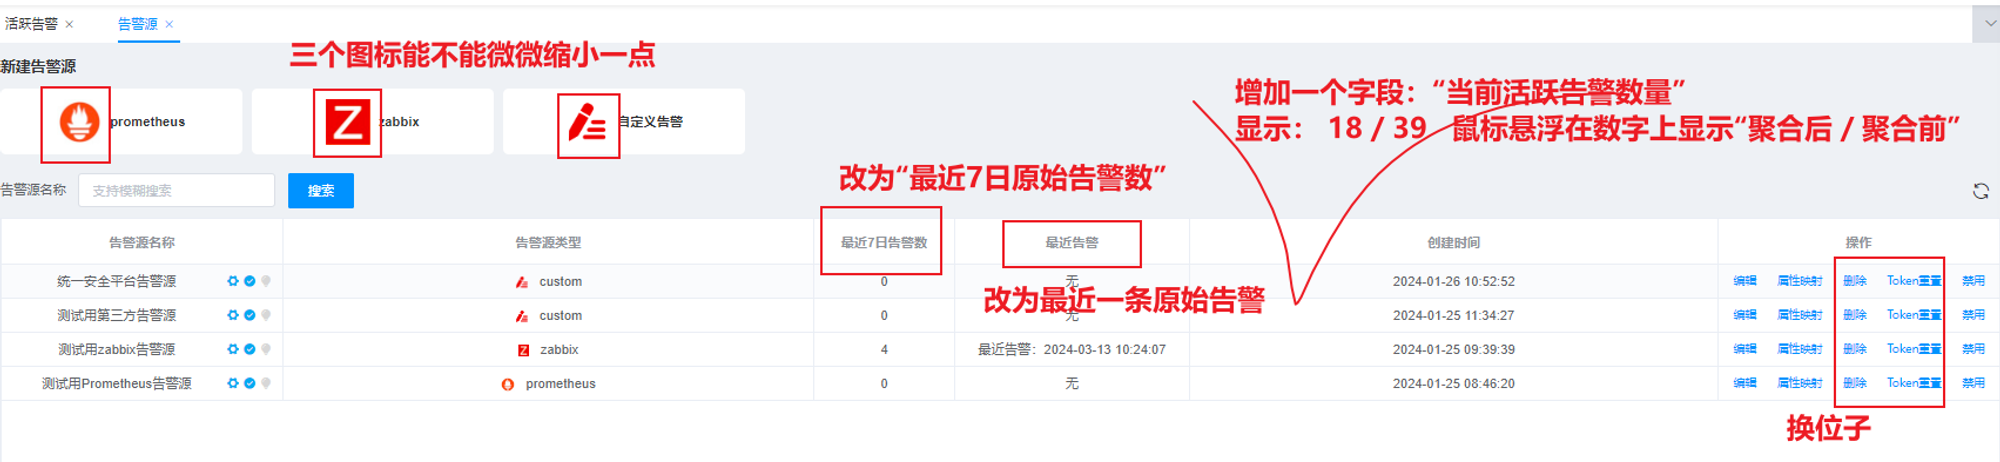 活跃告警 ×
告警源 ×
三个图标能不能微微缩小一点
新建告警源
增加一个字段：“当前活跃告警数量”
显示： 18 / 39 鼠标悬浮在数字上显示“聚合后 / 聚合前”
prometheus
zabbix
自定义告警
改为“最近7日原始告警数”
告警源名称 支持模糊搜索 搜索
告警源名称 告警源类型 最近7日告警数 最近告警 创建时间 操作
统一安全平台告警源 custom 0 无 2024-01-26 10:52:52 编辑 属性映射 删除 Token重置 禁用
改为最近一条原始告警
测试用第三方告警源 custom 0 无 2024-01-25 11:34:27 编辑 属性映射 删除 Token重置 禁用
测试用zabbix告警源 zabbix 4 最近告警：2024-03-13 10:24:07 2024-01-25 09:39:39 编辑 属性映射 删除 Token重置 禁用
测试用Prometheus告警源 prometheus 0 无 2024-01-25 08:46:20 编辑 属性映射 删除 Token重置 禁用
换位子